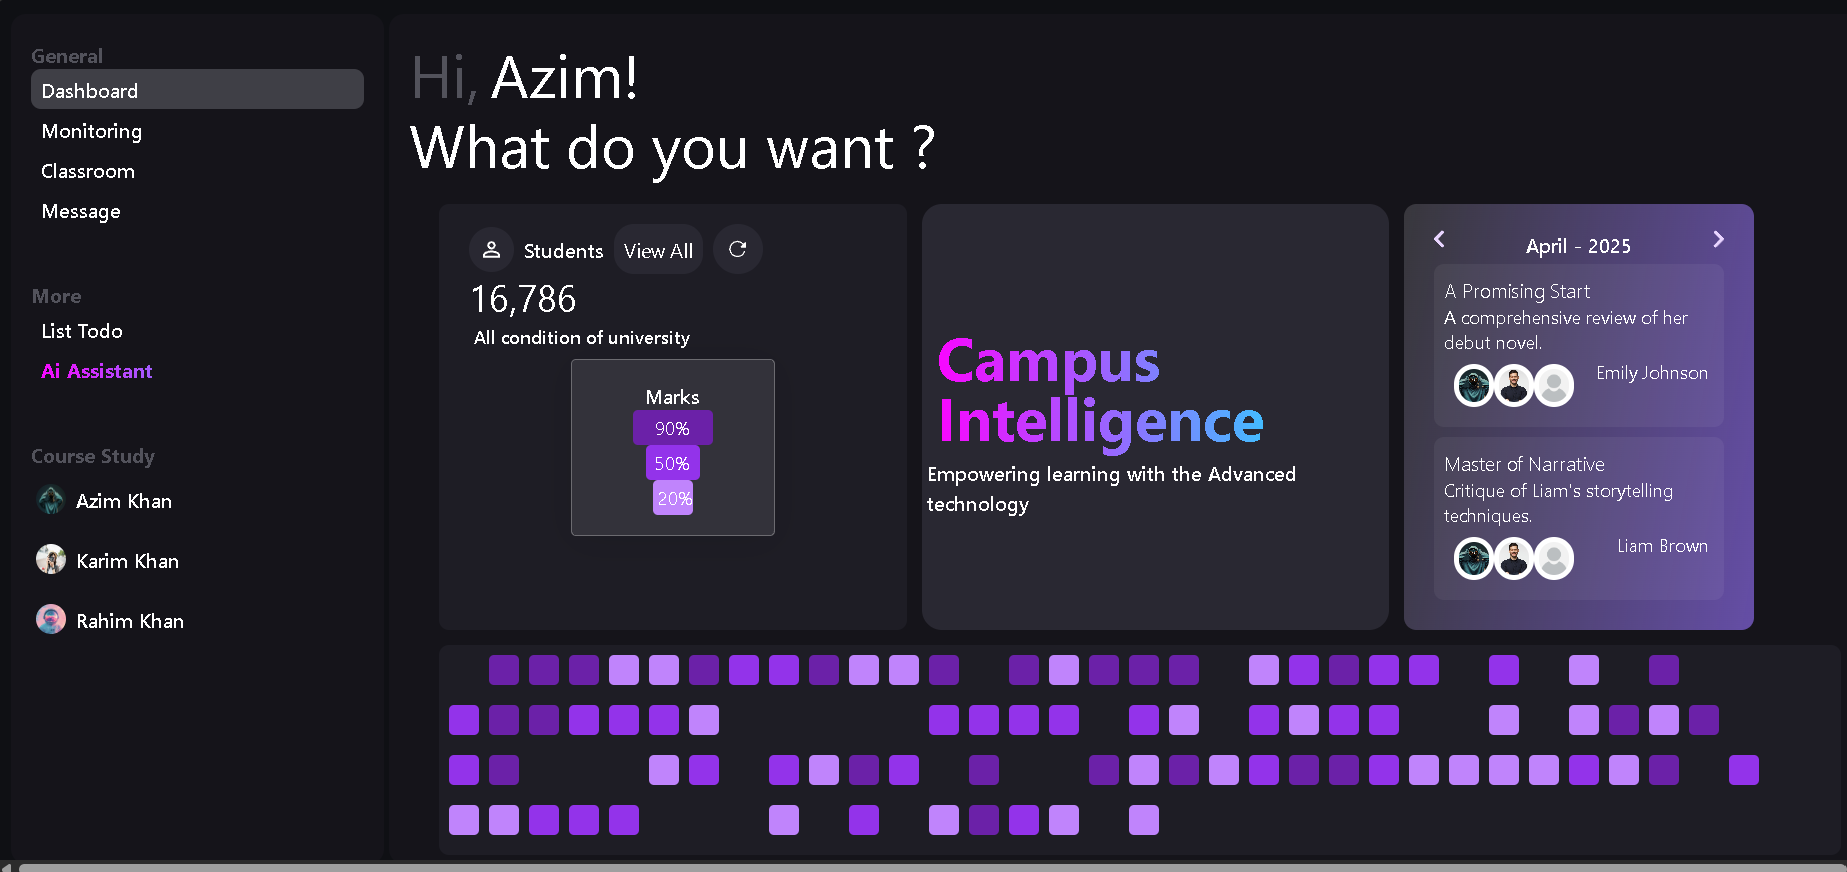 General
Dashboard
Monitoring
Classroom
Message
More
List Todo
Ai Assistant
Course Study
Azim Khan
Karim Khan
Rahim Khan
Hi, Azim!
What do you want ?
Students View All
16,786
All condition of university
Marks
90%
50%
20%
Campus
Intelligence
Empowering learning with the Advanced
technology
April - 2025
A Promising Start
A comprehensive review of her
debut novel.
Emily Johnson
Master of Narrative
Critique of Liam's storytelling
techniques.
Liam Brown